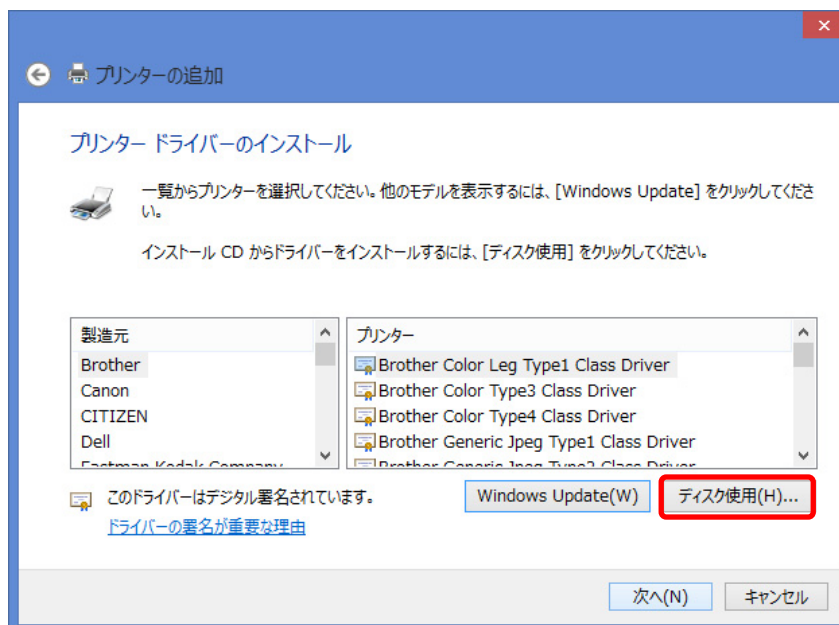 プリンターの追加
プリンター ドライバーのインストール
一覧からプリンターを選択してください。他のモデルを表示するには、[Windows Update] をクリックしてくださ
い。
インストール CD からドライバーをインストールするには、[ディスク使用] をクリックしてください。
製造元
プリンター
Brother
Brother Color Leg Type1 Class Driver
Canon
Brother Color Type3 Class Driver
CITIZEN
Brother Color Type4 Class Driver
Dell
Brother Generic Jpeg Type1 Class Driver
Eastman Kodak Company
Brother Generic Jpeg Type2 Class Driver
このドライバーはデジタル署名されています。
Windows Update(W)
ディスク使用(H)...
ドライバーの署名が重要な理由
次へ(N)
キャンセル